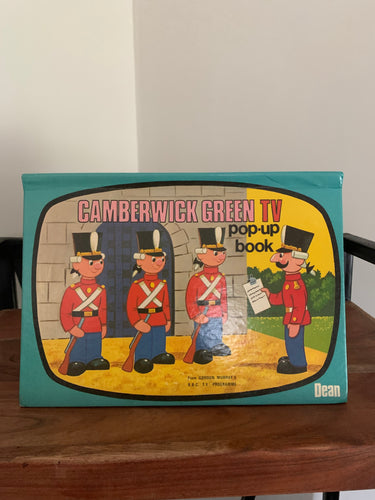 CAMBERWICK GREEN TV
pop-up
book
From GORDON MURRAY'S
B.B.C. T.V. PROGRAMME
Dean